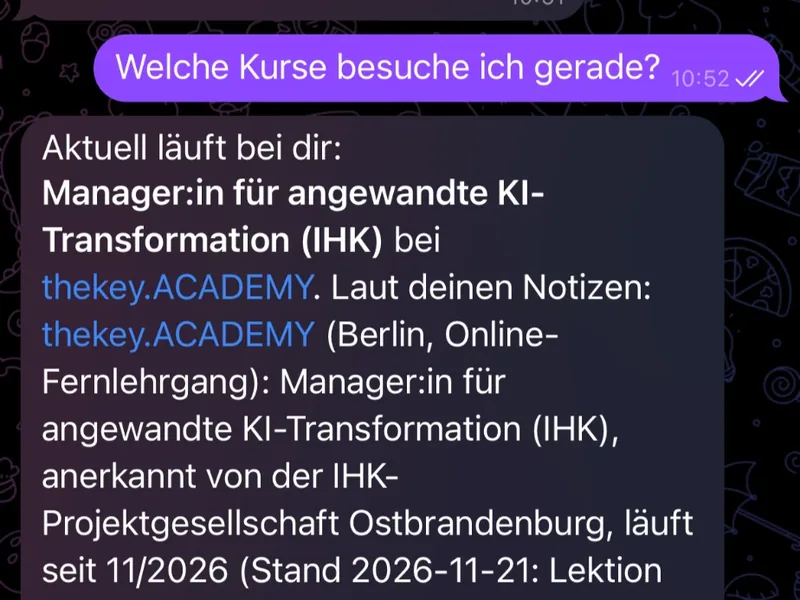 Welche Kurse besuche ich gerade? 10:52
Aktuell läuft bei dir:
Manager:in für angewandte KI-
Transformation (IHK) bei
thekey.ACADEMY. Laut deinen Notizen:
thekey.ACADEMY (Berlin, Online-
Fernlehrgang): Manager:in für
angewandte KI-Transformation (IHK),
anerkannt von der IHK-
Projektgesellschaft Ostbrandenburg, läuft
seit 11/2026 (Stand 2026-11-21: Lektion